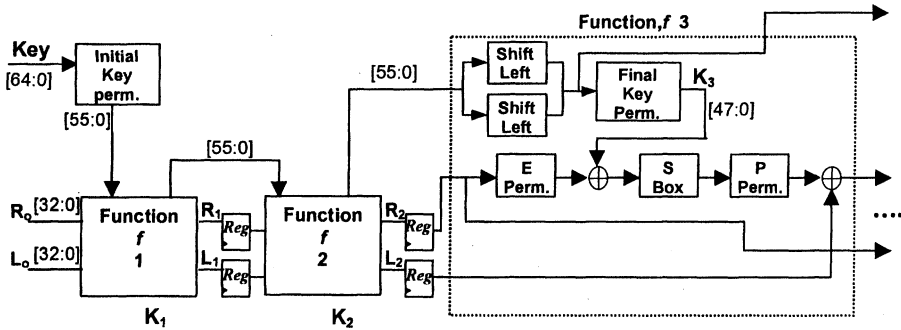 Function, f 3
Key
[64:0]
Initial
Key
perm.
[55:0]
[55:0]
[55:0]
Shift
Left
Shift
Left
Final
Key
Perm.
K3
[47:0]
E
Perm.
S
Box
P
Perm.
Ro [32:0]
Lo [32:0]
Function
f
1
R1
Reg
L1
Reg
Function
f
2
R2
Reg
L2
Reg
K1
K2
....